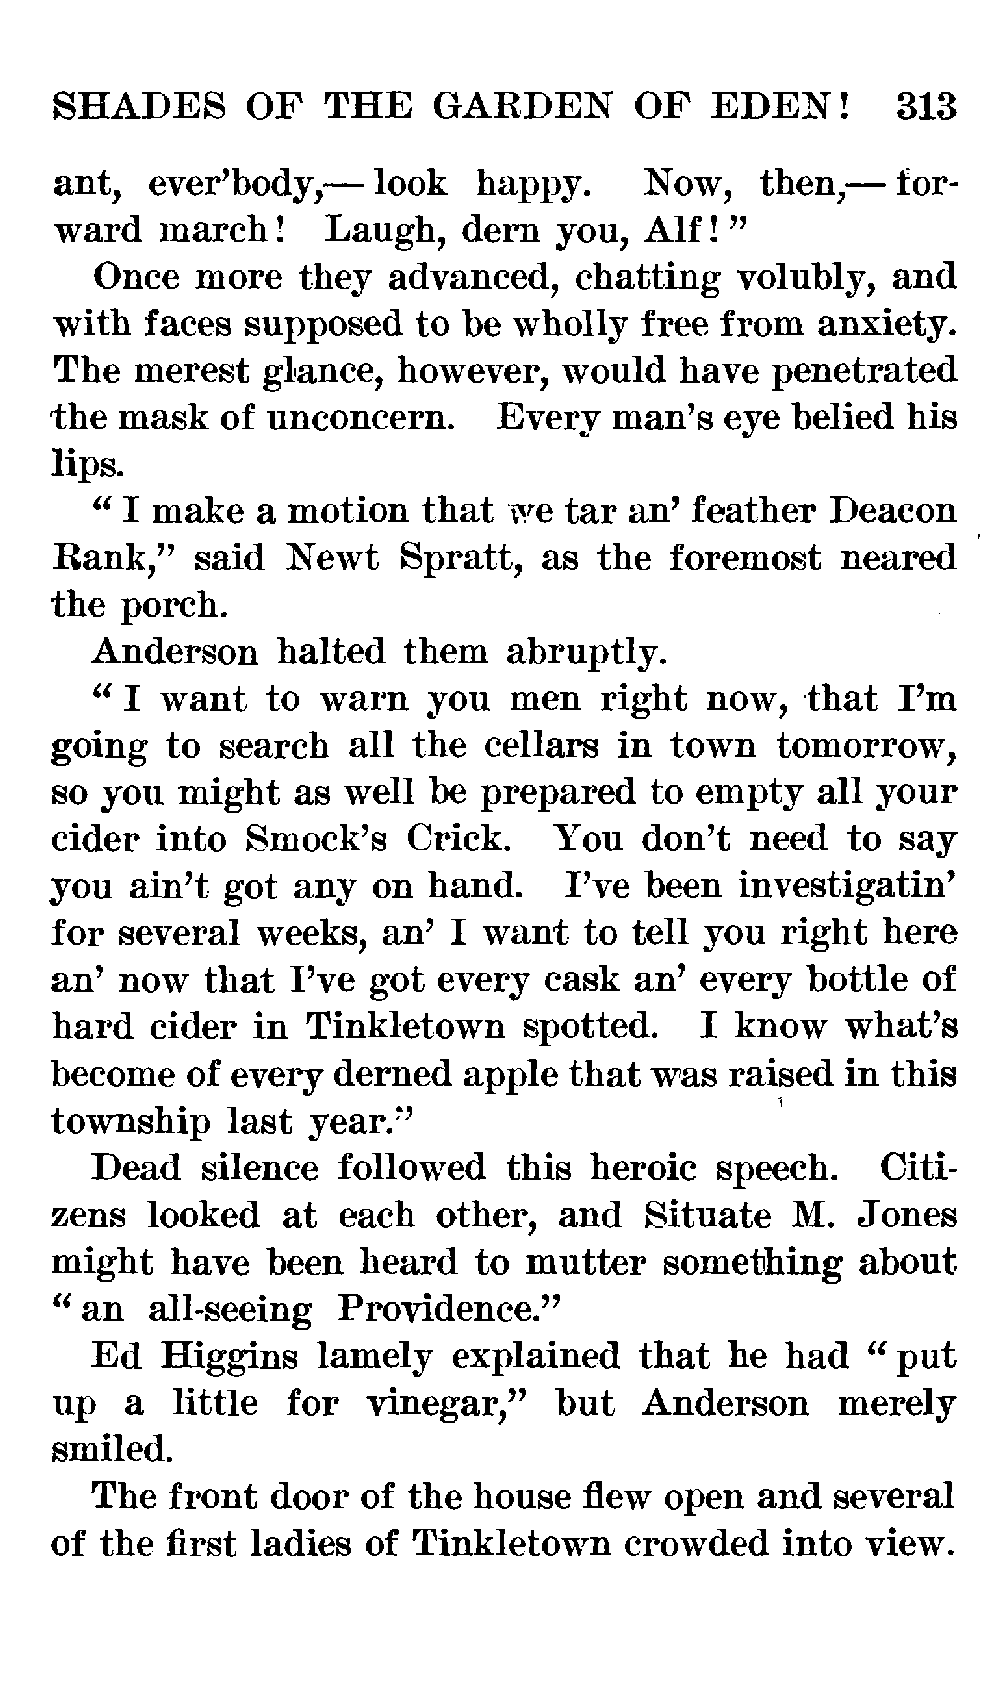 SHADES OF THE GARDEN OF EDEN! 313
ant, ever'body,— look happy. Now, then,— for-
ward march! Laugh, dern you, Alf!"
Once more they advanced, chatting volubly, and
with faces supposed to be wholly free from anxiety.
The merest glance, however, would have penetrated
the mask of unconcern. Every man's eye belied his
lips.
"I make a motion that we tar an' feather Deacon
Rank," said Newt Spratt, as the foremost neared
the porch.
Anderson halted them abruptly.
"I want to warn you men right now, that I'm
going to search all the cellars in town tomorrow,
so you might as well be prepared to empty all your
cider into Smock's Crick. You don't need to say
you ain't got any on hand. I've been investigatin'
for several weeks, an' I want to tell you right here
an' now that I've got every cask an' every bottle of
hard cider in Tinkletown spotted. I know what's
become of every derned apple that was raised in this
township last year."
Dead silence followed this heroic speech. Citi-
zens looked at each other, and Situate M. Jones
might have been heard to mutter something about
"an all-seeing Providence."
Ed Higgins lamely explained that he had "put
up a little for vinegar," but Anderson merely
smiled.
The front door of the house flew open and several
of the first ladies of Tinkletown crowded into view.